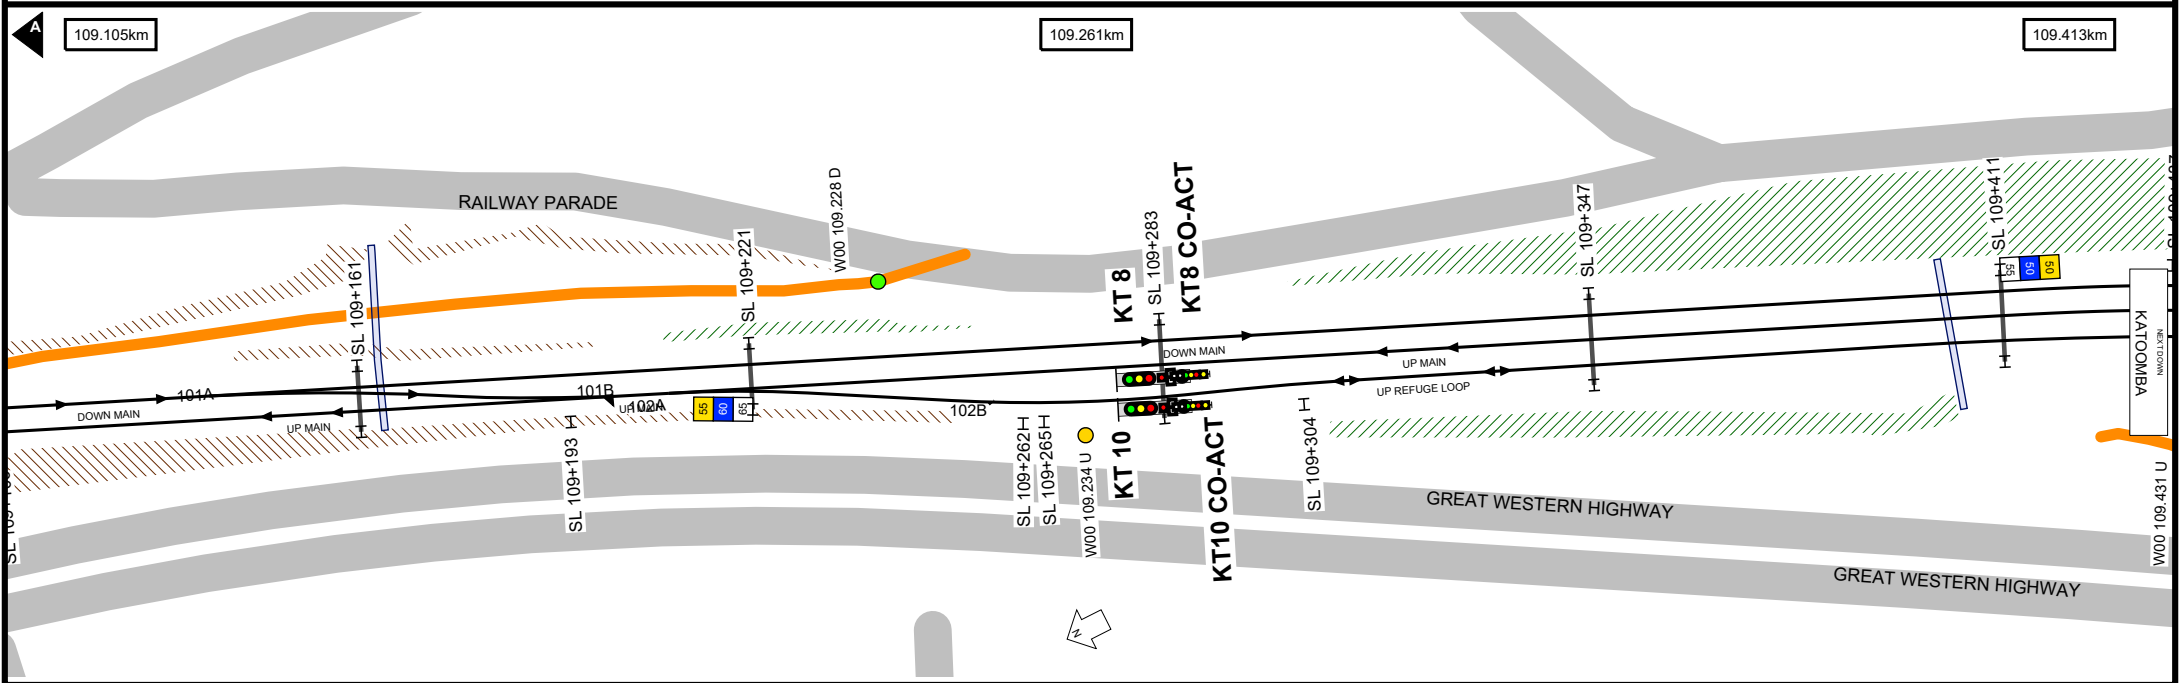 A
109.105km
109.261km
109.413km
RAILWAY PARADE
W00 109.228 D
SL 109+161
SL 109+221
KT 8
SL 109+283
KT8 CO-ACT
SL 109+347
SL 109+411
55
50
50
101A
DOWN MAIN
UP MAIN
101B
UP MAIN
102A
55
60
65
102B
DOWN MAIN
UP MAIN
UP REFUGE LOOP
KATOOMBA
NEXT DOWN
SL 109+193
SL 109+262
SL 109+265
W00 109.234 U
KT 10
KT10 CO-ACT
SL 109+304
GREAT WESTERN HIGHWAY
GREAT WESTERN HIGHWAY
W00 109.431 U
N